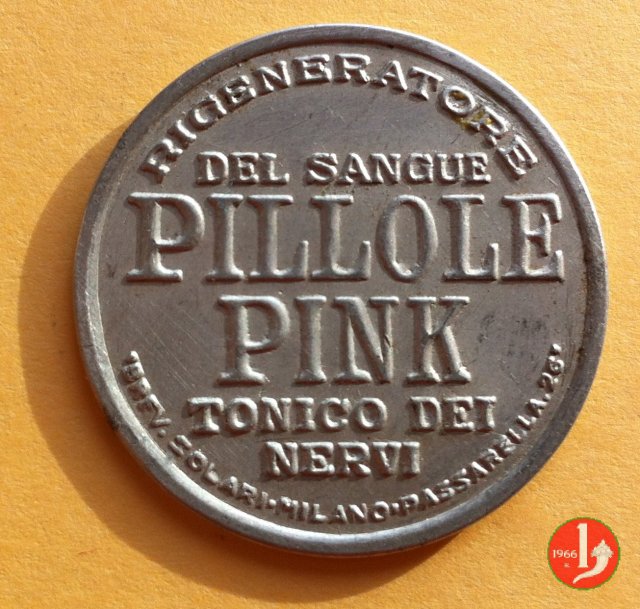 RIGENERATORE
DEL SANGUE
PILLOLE
PINK
TONICO DEI
NERVI
BREV. SOLARI·MILANO·PASSARELLA.26
1966
R.